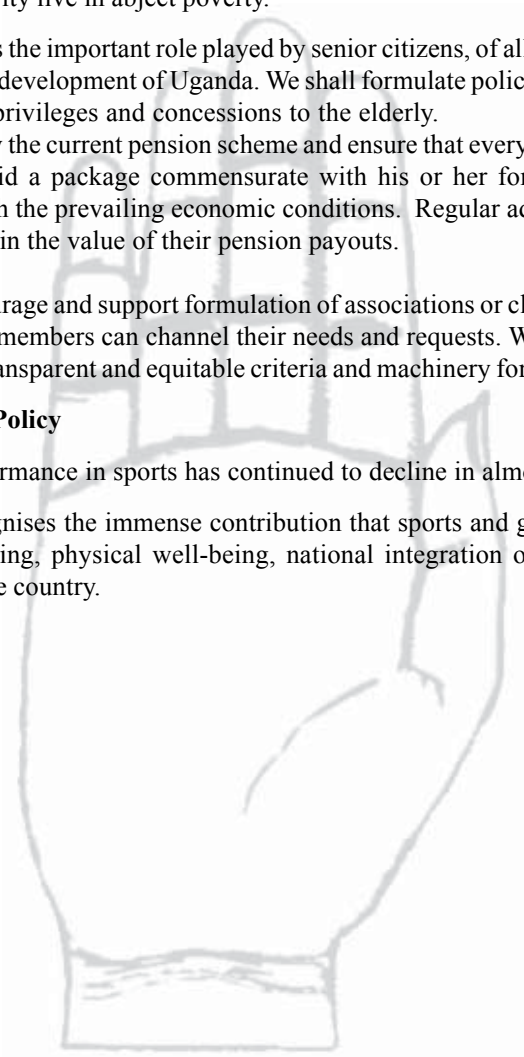 ity live in abject poverty.
s the important role played by senior citizens, of all
development of Uganda. We shall formulate polic
privileges and concessions to the elderly.
the current pension scheme and ensure that every
id a package commensurate with his or her for
n the prevailing economic conditions. Regular ad
in the value of their pension payouts.
rage and support formulation of associations or cl
members can channel their needs and requests. W
ansparent and equitable criteria and machinery for
Policy
rmance in sports has continued to decline in almo
gnises the immense contribution that sports and g
ing, physical well-being, national integration o
e country.